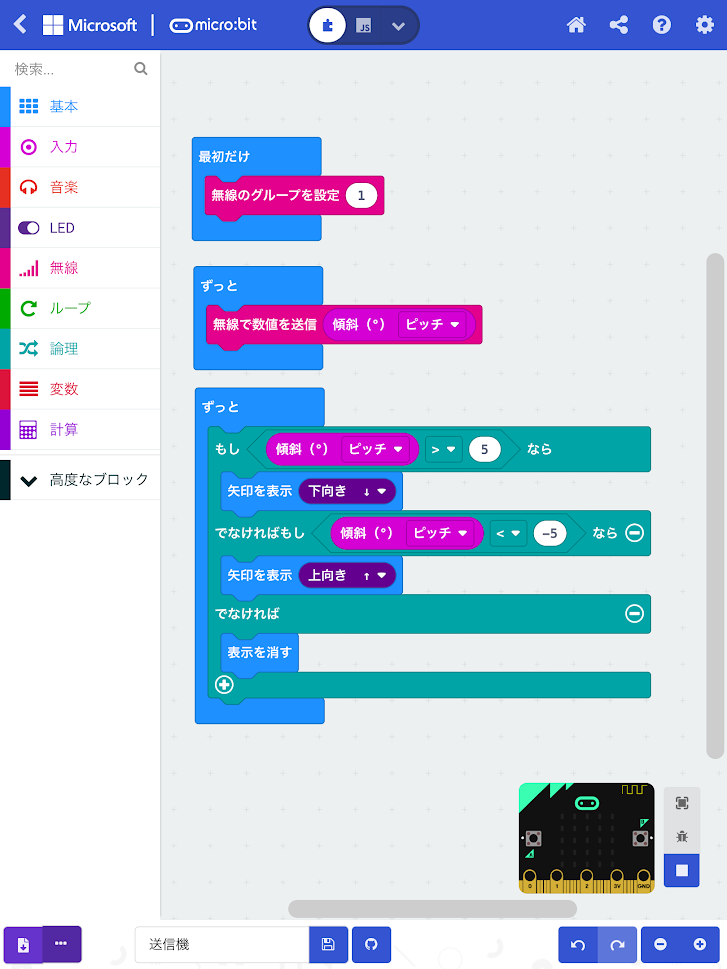 Microsoft | micro:bit
JS
検索...
基本
入力
音楽
LED
無線
ループ
論理
変数
計算
高度なブロック
最初だけ
無線のグループを設定 1
ずっと
無線で数値を送信 傾斜 (°) ピッチ
ずっと
もし 傾斜 (°) ピッチ > 5 なら
矢印を表示 下向き ↓
でなければもし 傾斜 (°) ピッチ < -5 なら
矢印を表示 上向き ↑
でなければ
表示を消す
B
A
0 1 2 3V GND
送信機